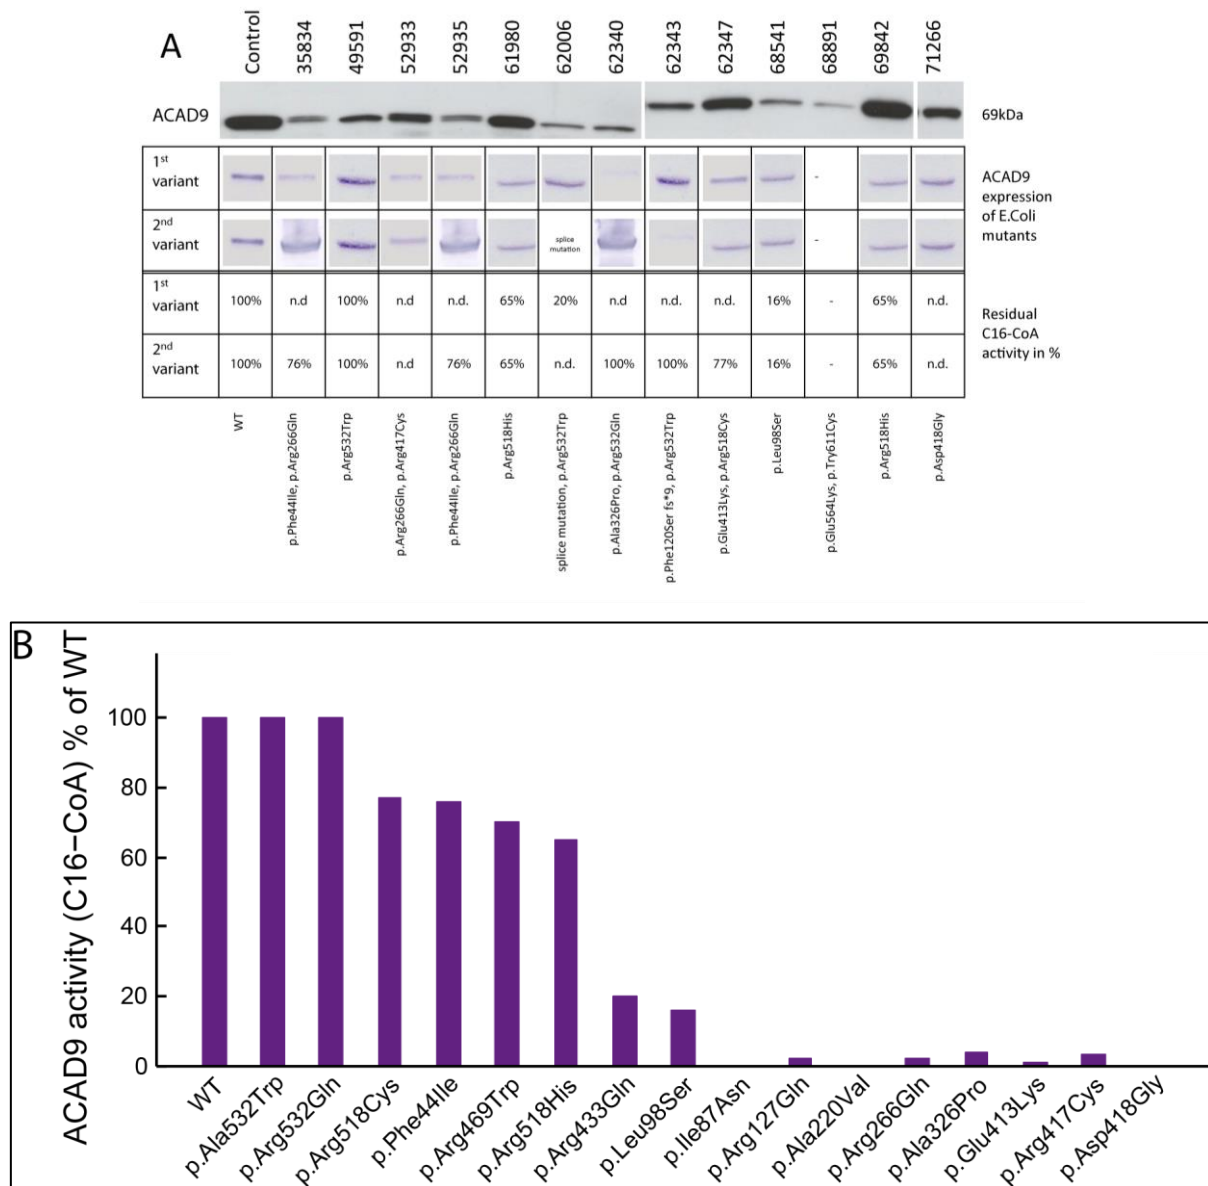 A
Control 35834 49591 52933 52935 61980 62006 62340 62343 62347 68541 68891 69842 71266
ACAD9 69kDa
1st variant - ACAD9 expression of E.Coli mutants
2nd variant splice mutation -
1st variant 100% n.d 100% n.d n.d. 65% 20% n.d n.d. n.d. 16% - 65% n.d. Residual C16-CoA activity in %
2nd variant 100% 76% 100% n.d 76% 65% n.d. 100% 100% 77% 16% - 65% n.d.
WT
p.Phe44Ile, p.Arg266Gln
p.Arg532Trp
p.Arg266Gln, p.Arg417Cys
p.Phe44Ile, p.Arg266Gln
p.Arg518His
splice mutation, p.Arg532Trp
p.Ala326Pro, p.Arg532Gln
p.Phe120Ser fs*9, p.Arg532Trp
p.Glu413Lys, p.Arg518Cys
p.Leu98Ser
p.Glu564Lys, p.Try611Cys
p.Arg518His
p.Asp418Gly
B
ACAD9 activity (C16−CoA) % of WT
100
80
60
40
20
0
WT
p.Ala532Trp
p.Arg532Gln
p.Arg518Cys
p.Phe44Ile
p.Arg469Trp
p.Arg518His
p.Arg433Gln
p.Leu98Ser
p.Ile87Asn
p.Arg127Gln
p.Ala220Val
p.Arg266Gln
p.Ala326Pro
p.Glu413Lys
p.Arg417Cys
p.Asp418Gly